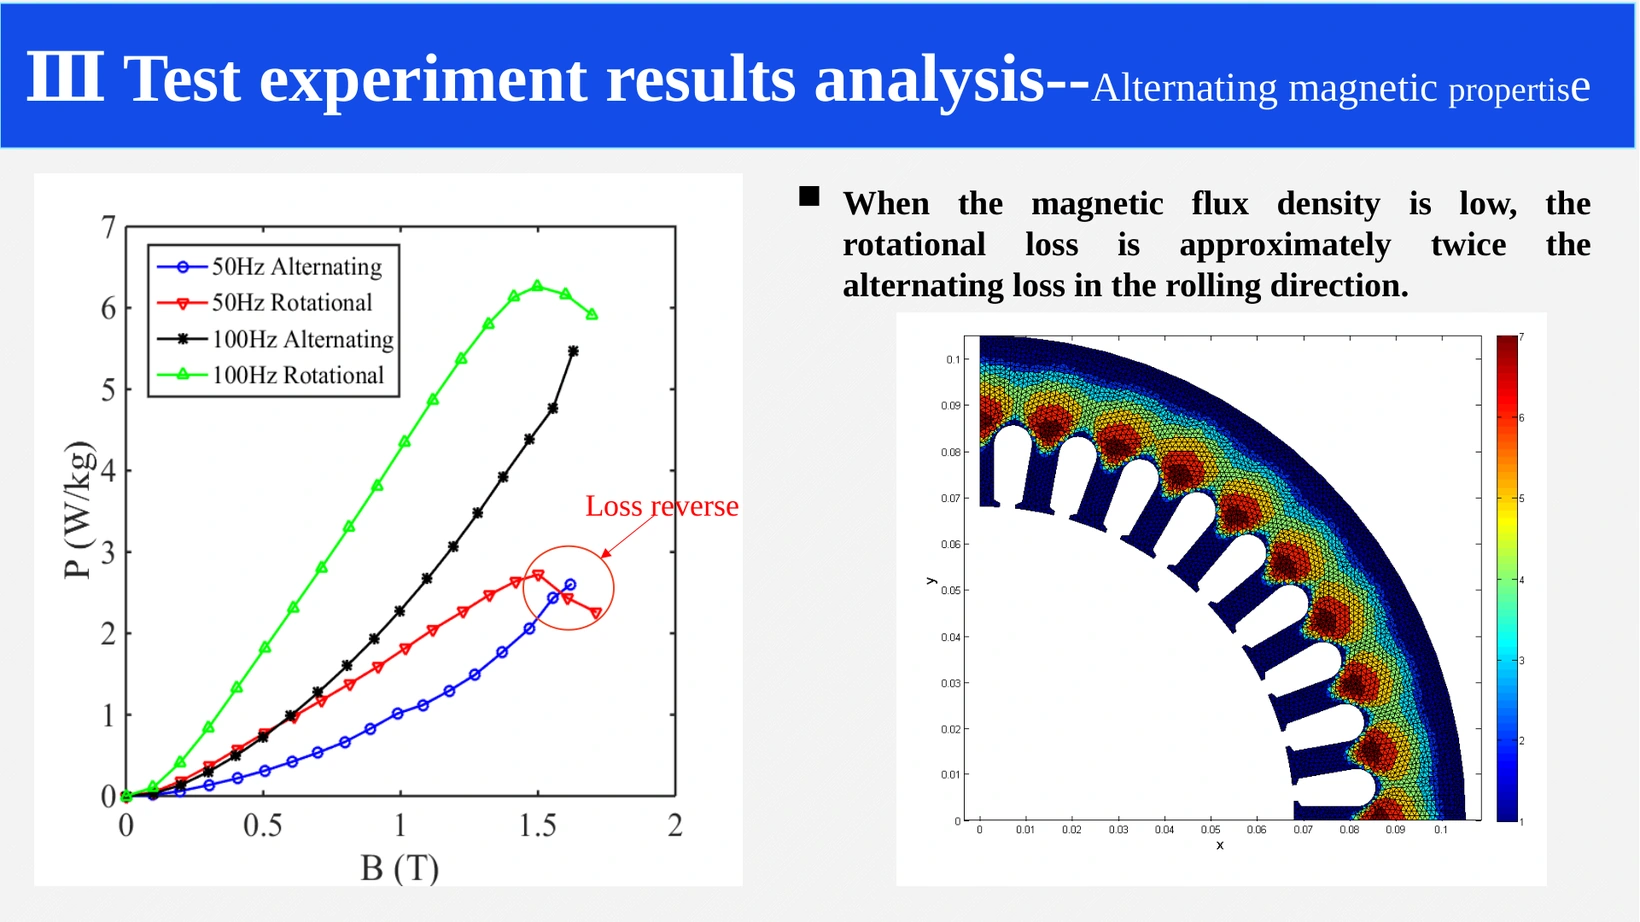 Ⅲ Test experiment results analysis--Alternating magnetic propertise
7
6
5
4
3
2
1
0
P (W/kg)
50Hz Alternating
50Hz Rotational
100Hz Alternating
100Hz Rotational
Loss reverse
0 0.5 1 1.5 2
B (T)
■ When the magnetic flux density is low, the
rotational loss is approximately twice the
alternating loss in the rolling direction.
0.1
0.09
0.08
0.07
0.06
0.05
0.04
0.03
0.02
0.01
0
y
0 0.01 0.02 0.03 0.04 0.05 0.06 0.07 0.08 0.09 0.1
x
7
6
5
4
3
2
1